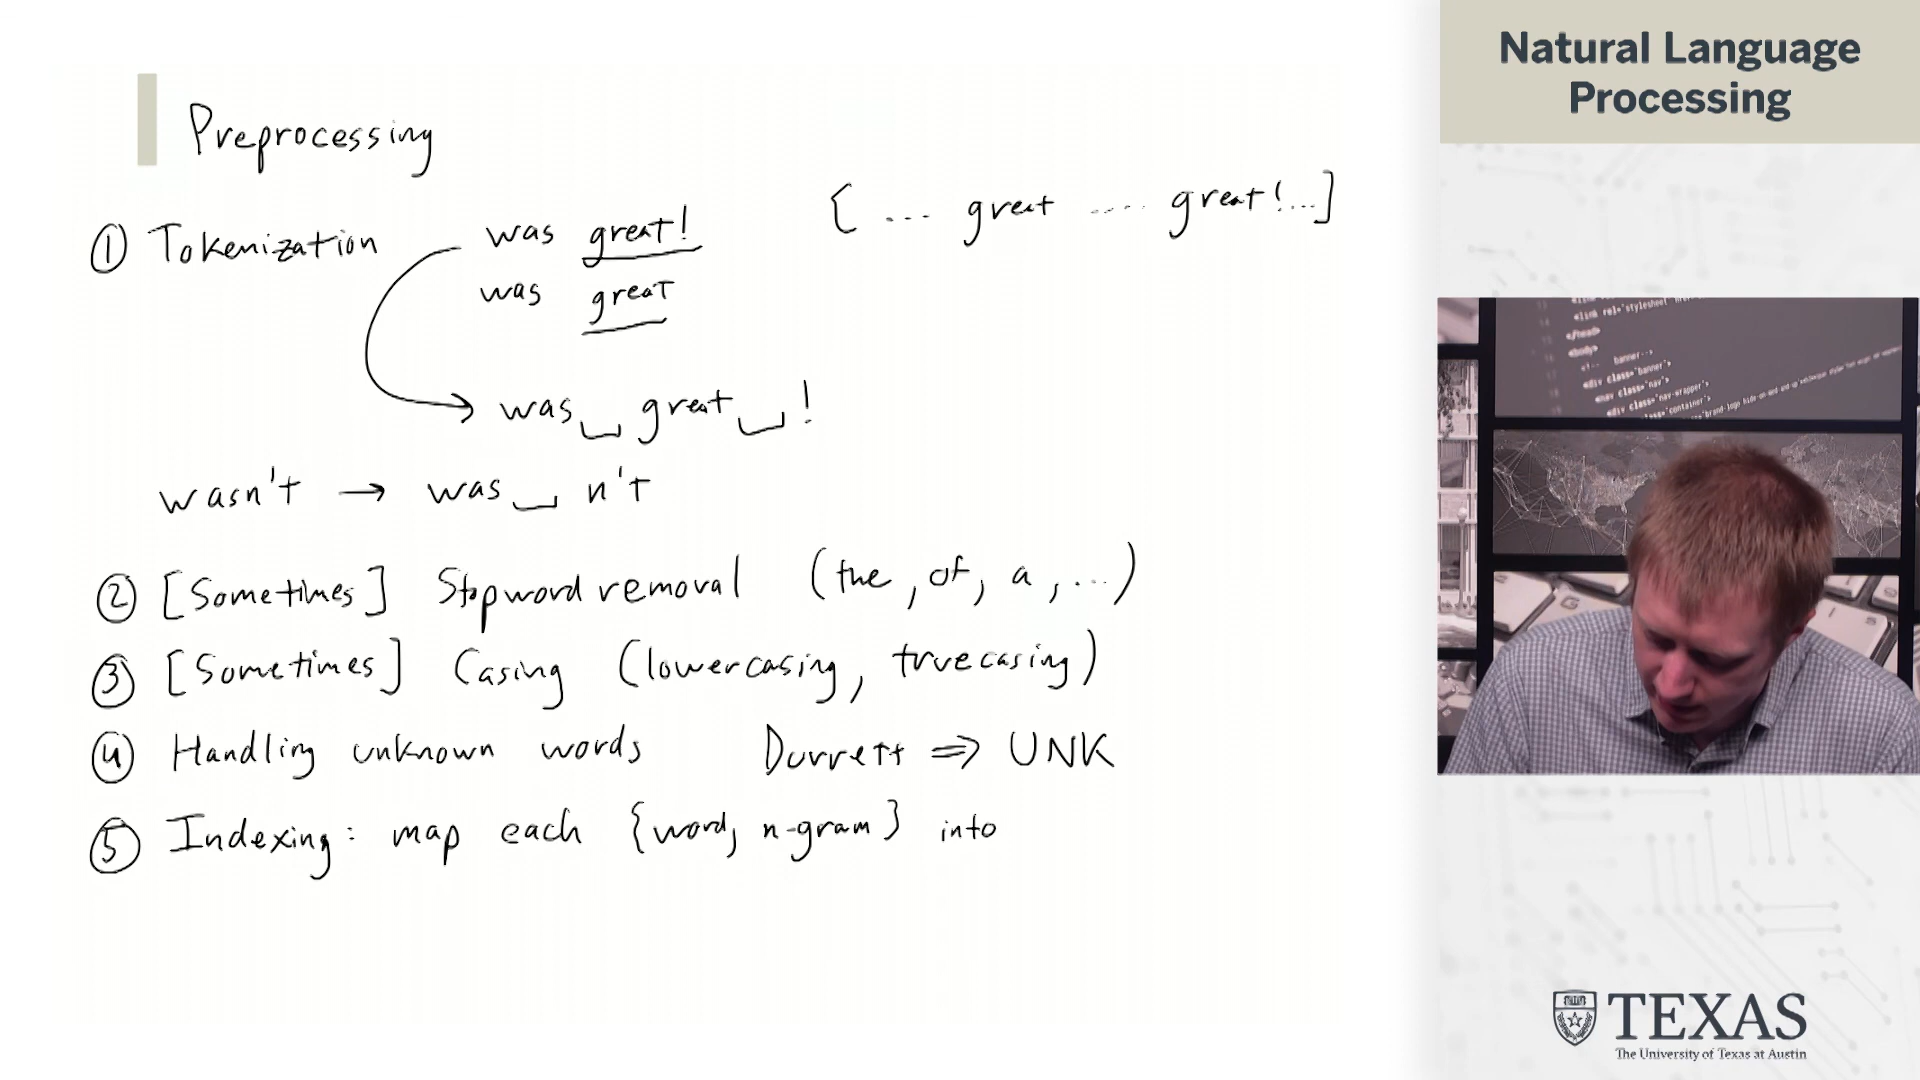 Natural Language
Processing
Preprocessing
① Tokenization was great! [ ... great ..... great! ... ]
was great
was␣great␣!
wasn't → was␣n't
② [Sometimes] Stopword removal (the, of, a, ...)
③ [Sometimes] Casing (lowercasing, truecasing)
④ Handling unknown words Durrett ⇒ UNK
⑤ Indexing: map each {word, n-gram} into
TEXAS
The University of Texas at Austin